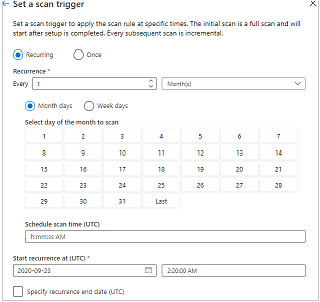 Set a scan trigger
Set a scan trigger to apply the scan rule at specific times. The initial scan is a full scan and will
start after setup is completed. Every subsequent scan is incremental.
Recurring Once
Recurrence *
Every 1 Month(s)
Month days Week days
Select day of the month to scan
1 2 3 4 5 6 7
8 9 10 11 12 13 14
15 16 17 18 19 20 21
22 23 24 25 26 27 28
29 30 31 Last
Schedule scan time (UTC)
h:mm:ss AM
Start recurrence at (UTC) *
2020-09-23 2:20:00 AM
Specify recurrence end date (UTC)